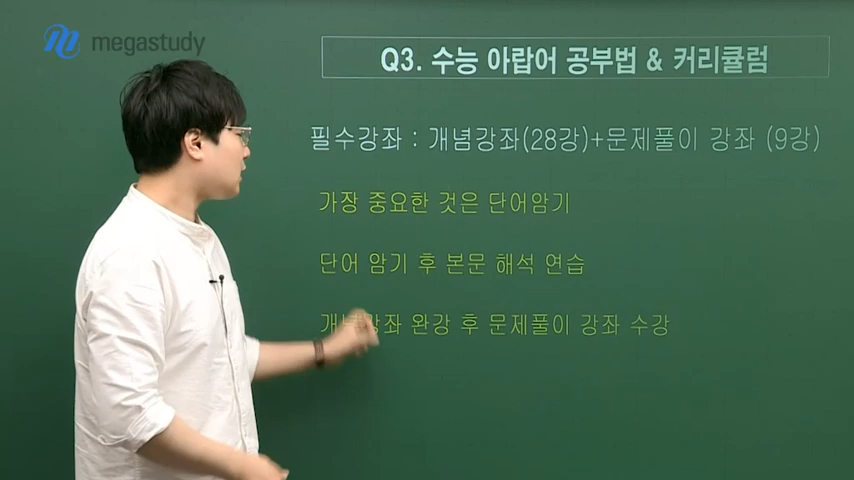 megastudy
Q3. 수능 아랍어 공부법 & 커리큘럼
필수강좌 : 개념강좌(28강)+문제풀이 강좌 (9강)
가장 중요한 것은 단어암기
단어 암기 후 본문 해석 연습
개념강좌 완강 후 문제풀이 강좌 수강